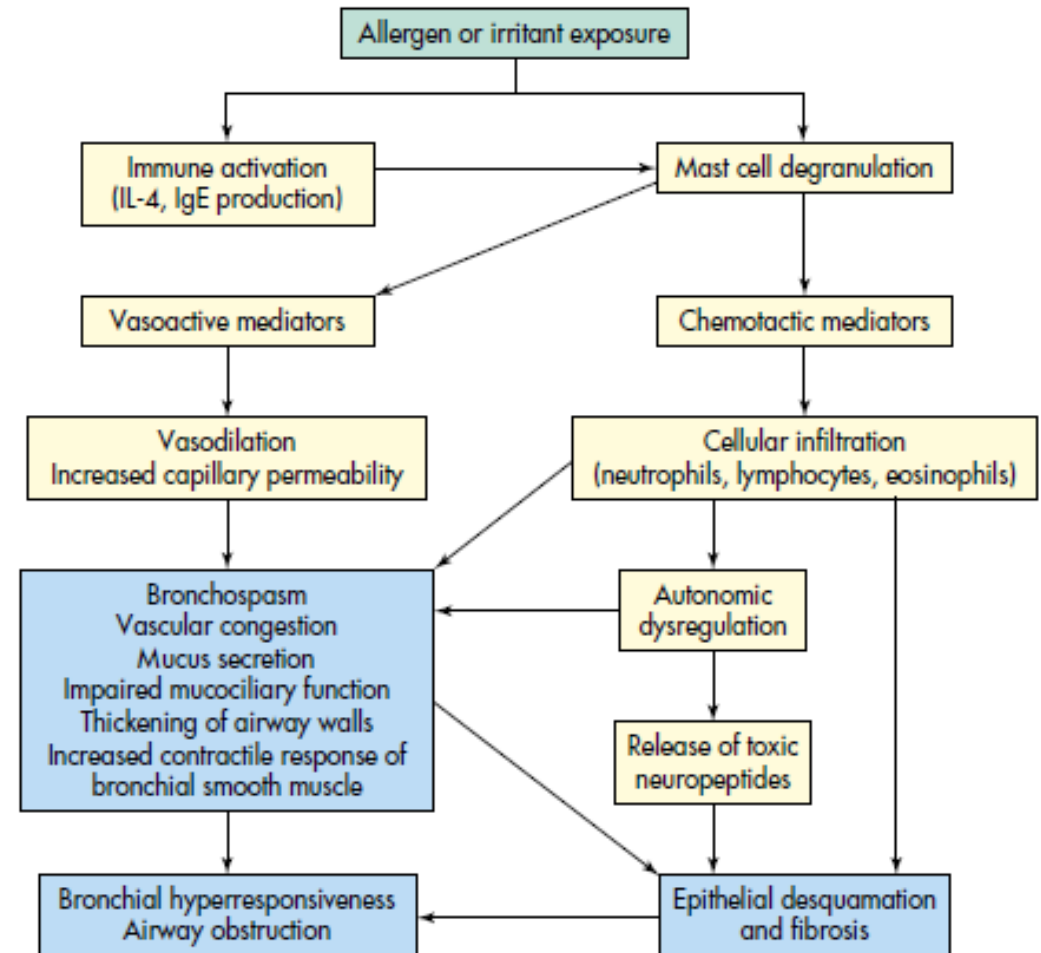 Allergen or irritant exposure
Immune activation
(IL-4, IgE production)
Mast cell degranulation
Vasoactive mediators
Chemotactic mediators
Vasodilation
Increased capillary permeability
Cellular infiltration
(neutrophils, lymphocytes, eosinophils)
Bronchospasm
Vascular congestion
Mucus secretion
Impaired mucociliary function
Thickening of airway walls
Increased contractile response of
bronchial smooth muscle
Autonomic
dysregulation
Release of toxic
neuropeptides
Bronchial hyperresponsiveness
Airway obstruction
Epithelial desquamation
and fibrosis